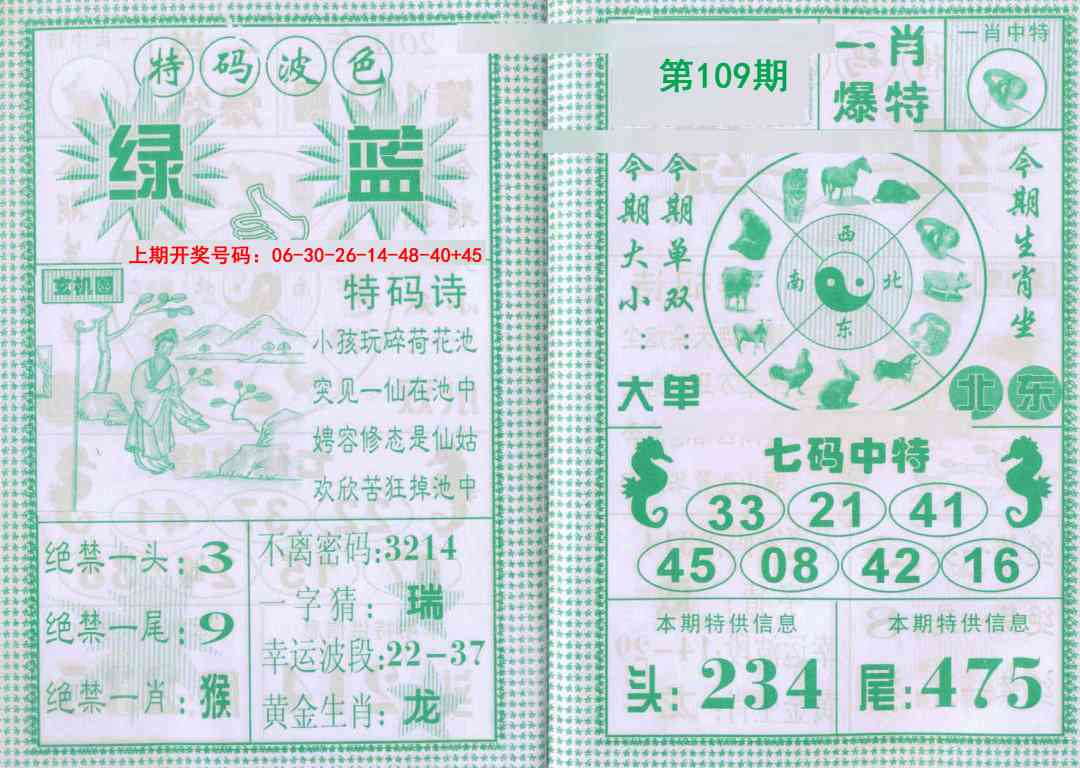 特码波色
绿 蓝
上期开奖号码：06-30-26-14-48-40+45
玄机图
特码诗
小孩玩碎荷花池
突见一仙在池中
娉容修态是仙姑
欢欣苦狂掉池中
绝禁一头：3
绝禁一尾：9
绝禁一肖：猴
不离密码:3214
一字猜：瑞
幸运波段:22-37
黄金生肖:龙
第109期
一肖
爆特
一肖中特
今期大小：大
今期单双：单
西
南 北
东
今期生肖坐
北东
七码中特
33 21 41
45 08 42 16
本期特供信息
头:234
本期特供信息
尾:475